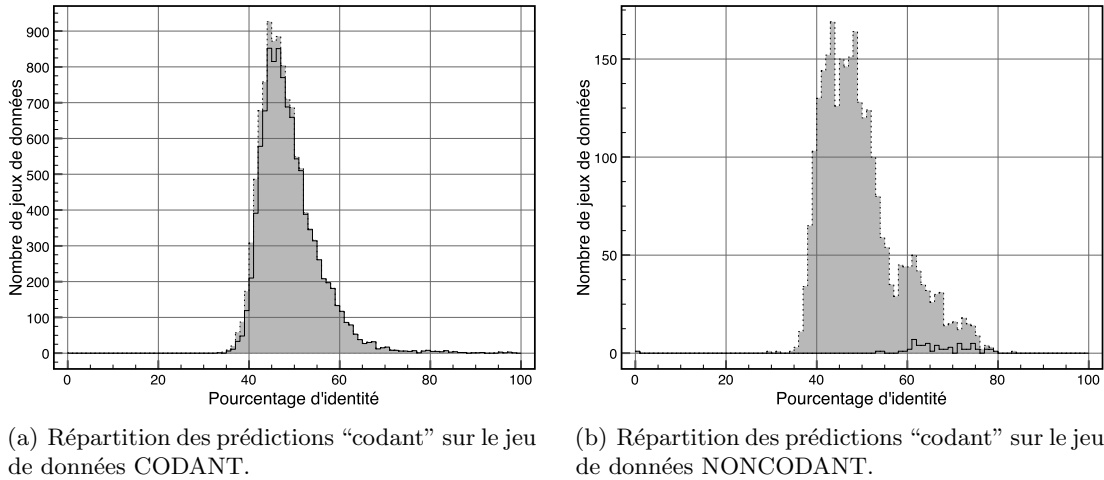 Nombre de jeux de données
900
800
700
600
500
400
300
200
100
0
0 20 40 60 80 100
Pourcentage d'identité
(a) Répartition des prédictions “codant” sur le jeu
de données CODANT.
Nombre de jeux de données
150
100
50
0
0 20 40 60 80 100
Pourcentage d'identité
(b) Répartition des prédictions “codant” sur le jeu
de données NONCODANT.